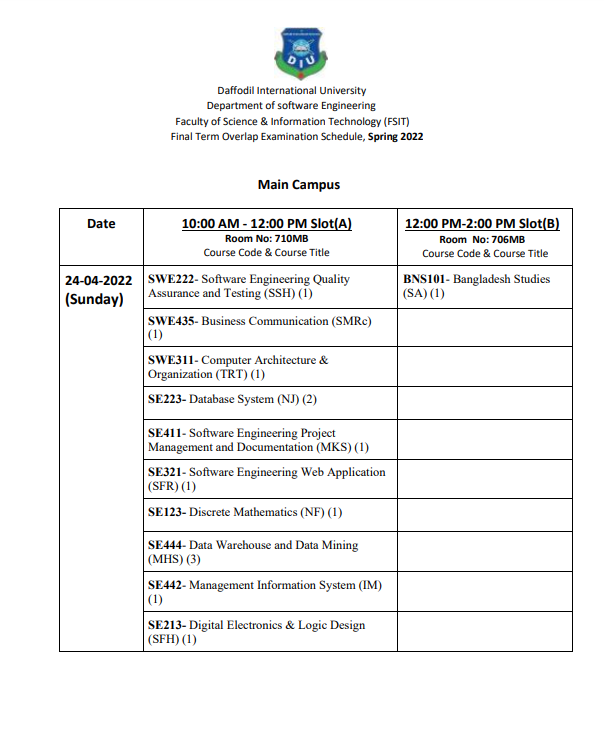 DIU
Daffodil International University
Department of software Engineering
Faculty of Science & Information Technology (FSIT)
Final Term Overlap Examination Schedule, Spring 2022
Main Campus
Date
10:00 AM - 12:00 PM Slot(A)
Room No: 710MB
Course Code & Course Title
12:00 PM-2:00 PM Slot(B)
Room No: 706MB
Course Code & Course Title
24-04-2022
(Sunday)
SWE222- Software Engineering Quality
Assurance and Testing (SSH) (1)
BNS101- Bangladesh Studies
(SA) (1)
SWE435- Business Communication (SMRc)
(1)
SWE311- Computer Architecture &
Organization (TRT) (1)
SE223- Database System (NJ) (2)
SE411- Software Engineering Project
Management and Documentation (MKS) (1)
SE321- Software Engineering Web Application
(SFR) (1)
SE123- Discrete Mathematics (NF) (1)
SE444- Data Warehouse and Data Mining
(MHS) (3)
SE442- Management Information System (IM)
(1)
SE213- Digital Electronics & Logic Design
(SFH) (1)